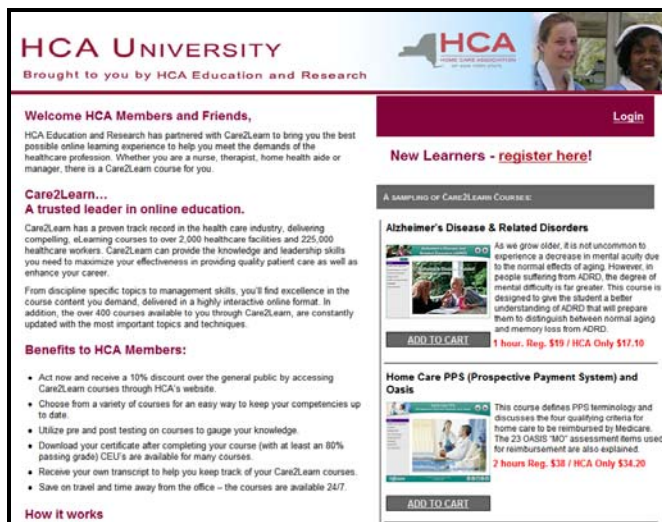 HCA UNIVERSITY
Brought to you by HCA Education and Research
HCA
HOME CARE ASSOCIATION
OF NEW YORK STATE
Welcome HCA Members and Friends,
HCA Education and Research has partnered with Care2Learn to bring you the best
possible online learning experience to help you meet the demands of the
healthcare profession. Whether you are a nurse, therapist, home health aide or
manager, there is a Care2Learn course for you.
Care2Learn...
A trusted leader in online education.
Care2Learn has a proven track record in the health care industry, delivering
compelling, eLearning courses to over 2,000 healthcare facilities and 225,000
healthcare workers. Care2Learn can provide the knowledge and leadership skills
you need to maximize your effectiveness in providing quality patient care as well as
enhance your career.
From discipline specific topics to management skills, you'll find excellence in the
course content you demand, delivered in a highly interactive online format. In
addition, the over 400 courses available to you through Care2Learn, are constantly
updated with the most important topics and techniques.
Benefits to HCA Members:
• Act now and receive a 10% discount over the general public by accessing
Care2Learn courses through HCA's website.
• Choose from a variety of courses for an easy way to keep your competencies up
to date.
• Utilize pre and post testing on courses to gauge your knowledge.
• Download your certificate after completing your course (with at least an 80%
passing grade) CEU's are available for many courses.
• Receive your own transcript to help you keep track of your Care2Learn courses.
• Save on travel and time away from the office – the courses are available 24/7.
How it works
Login
New Learners - register here!
A SAMPLING OF CARE2LEARN COURSES:
Alzheimer's Disease & Related Disorders
As we grow older, it is not uncommon to
experience a decrease in mental acuity due
to the normal effects of aging. However, in
people suffering from ADRD, the degree of
mental difficulty is far greater. This course is
designed to give the student a better
understanding of ADRD that will prepare
them to distinguish between normal aging
and memory loss from ADRD.
ADD TO CART
1 hour. Reg. $19 / HCA Only $17.10
Home Care PPS (Prospective Payment System) and
Oasis
This course defines PPS terminology and
discusses the four qualifying criteria for
home care to be reimbursed by Medicare.
The 23 OASIS "MO" assessment items used
for reimbursement are also explained.
2 hours Reg. $38 / HCA Only $34.20
ADD TO CART